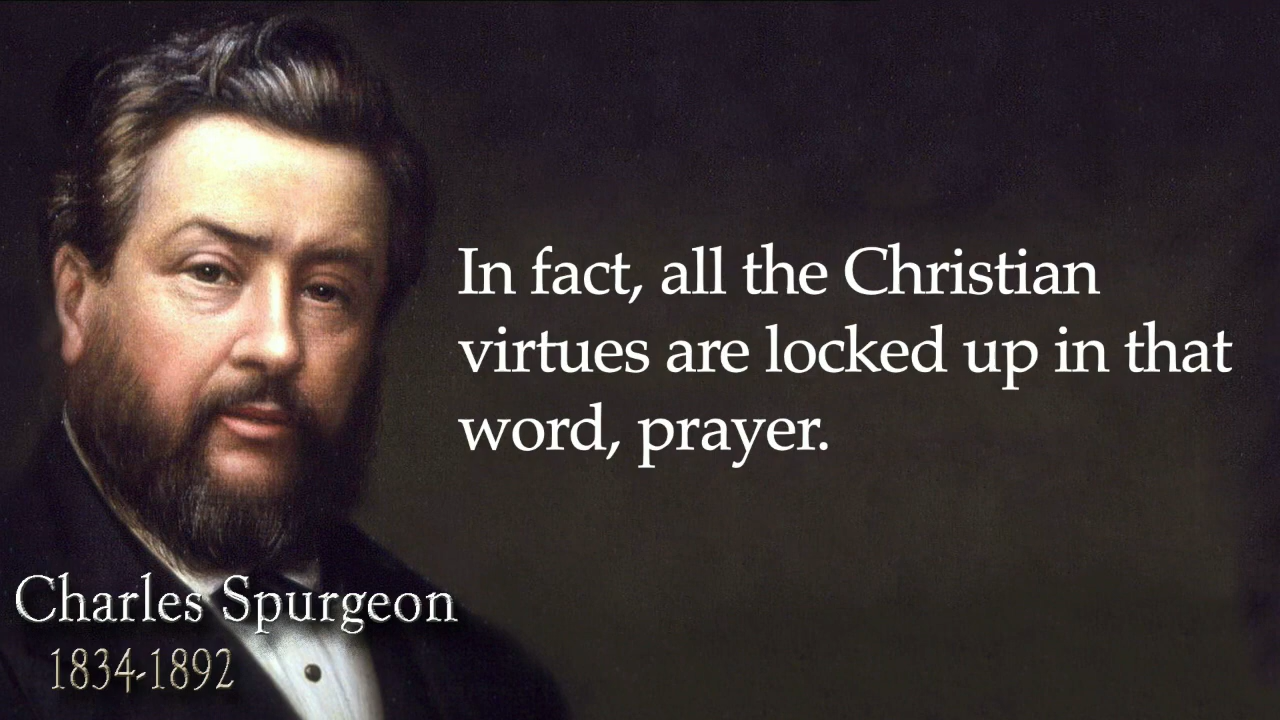 In fact, all the Christian
virtues are locked up in that
word, prayer.
Charles Spurgeon
1834-1892